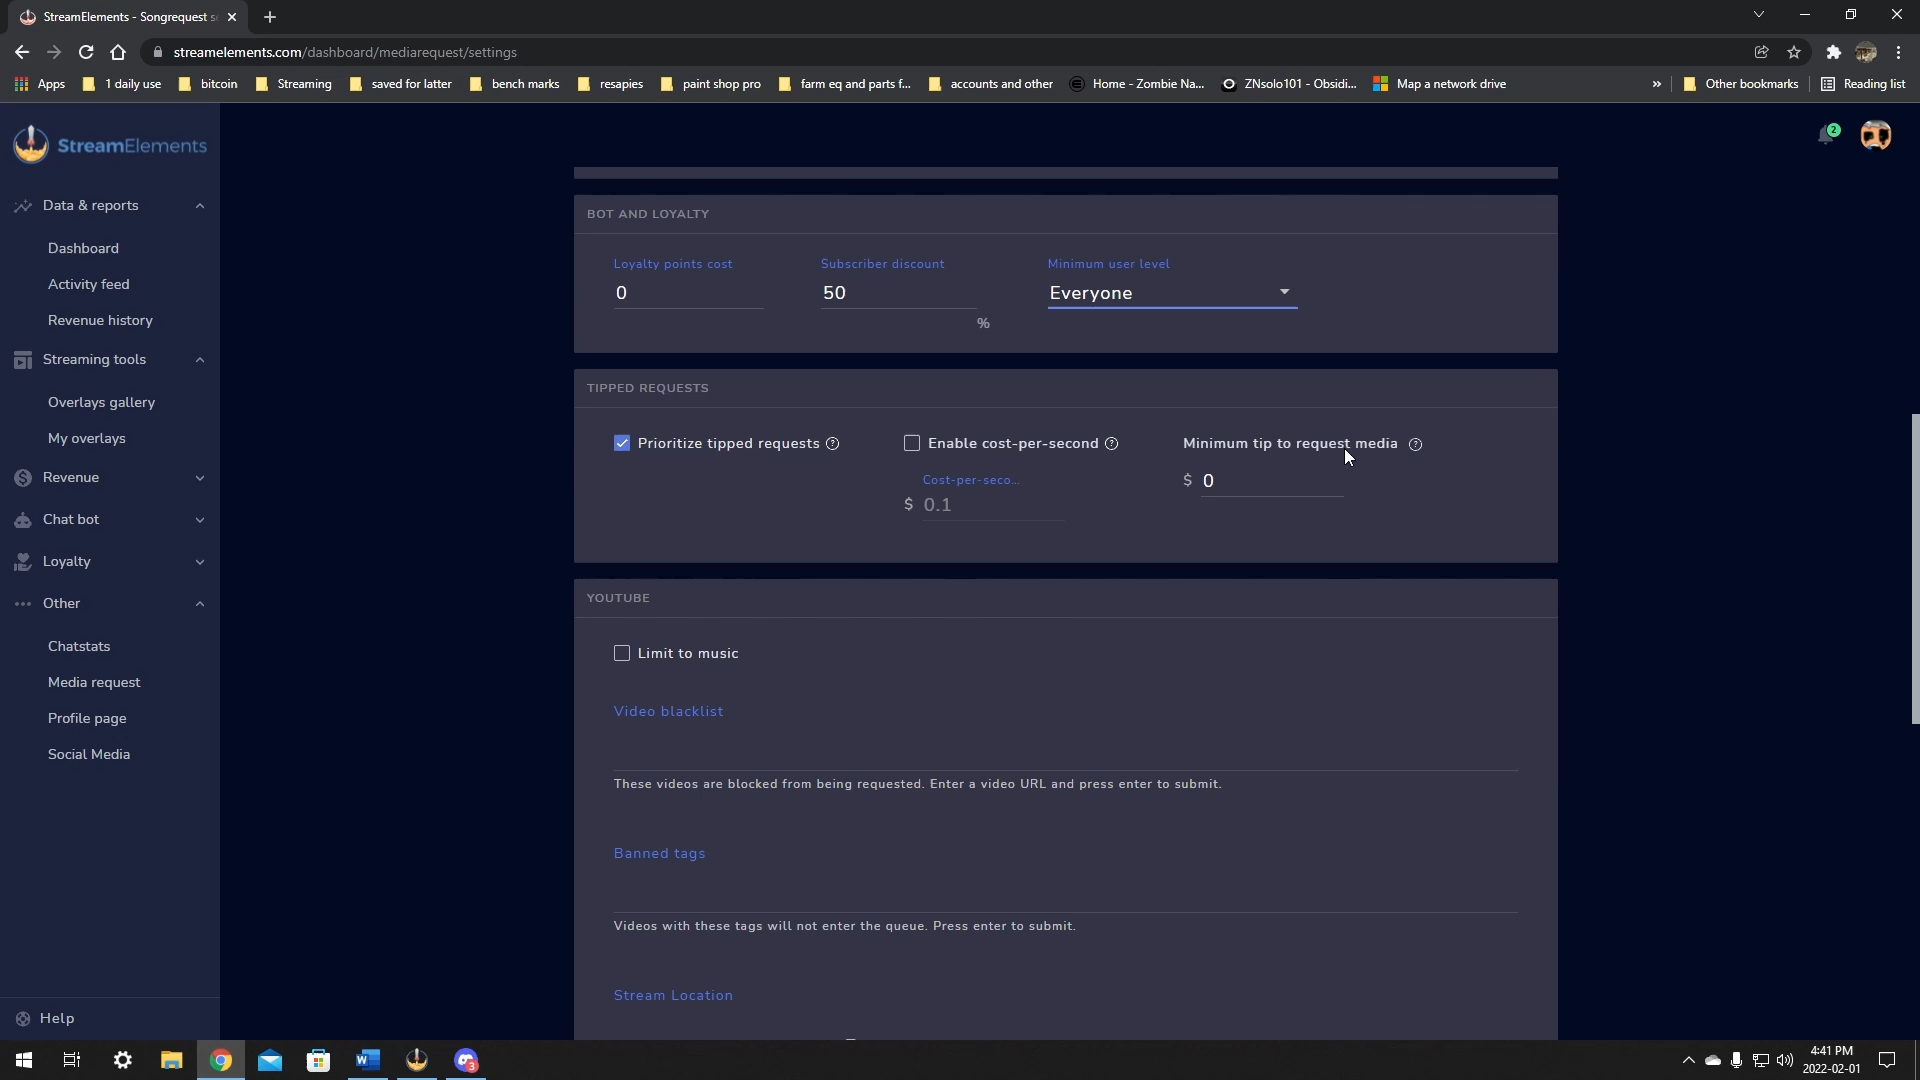 StreamElements - Songrequest s
streamelements.com/dashboard/mediarequest/settings
Apps
1 daily use
bitcoin
Streaming
saved for latter
bench marks
resapies
paint shop pro
farm eq and parts f...
accounts and other
Home - Zombie Na...
ZNsolo101 - Obsidi...
Map a network drive
»
Other bookmarks
Reading list
StreamElements
2
Data & reports
Dashboard
Activity feed
Revenue history
Streaming tools
Overlays gallery
My overlays
Revenue
Chat bot
Loyalty
Other
Chatstats
Media request
Profile page
Social Media
Help
BOT AND LOYALTY
Loyalty points cost
Subscriber discount
Minimum user level
0
50
Everyone
%
TIPPED REQUESTS
Prioritize tipped requests
Enable cost-per-second
Minimum tip to request media
Cost-per-seco...
$ 0
$ 0.1
YOUTUBE
Limit to music
Video blacklist
These videos are blocked from being requested. Enter a video URL and press enter to submit.
Banned tags
Videos with these tags will not enter the queue. Press enter to submit.
Stream Location
3
4:41 PM
2022-02-01